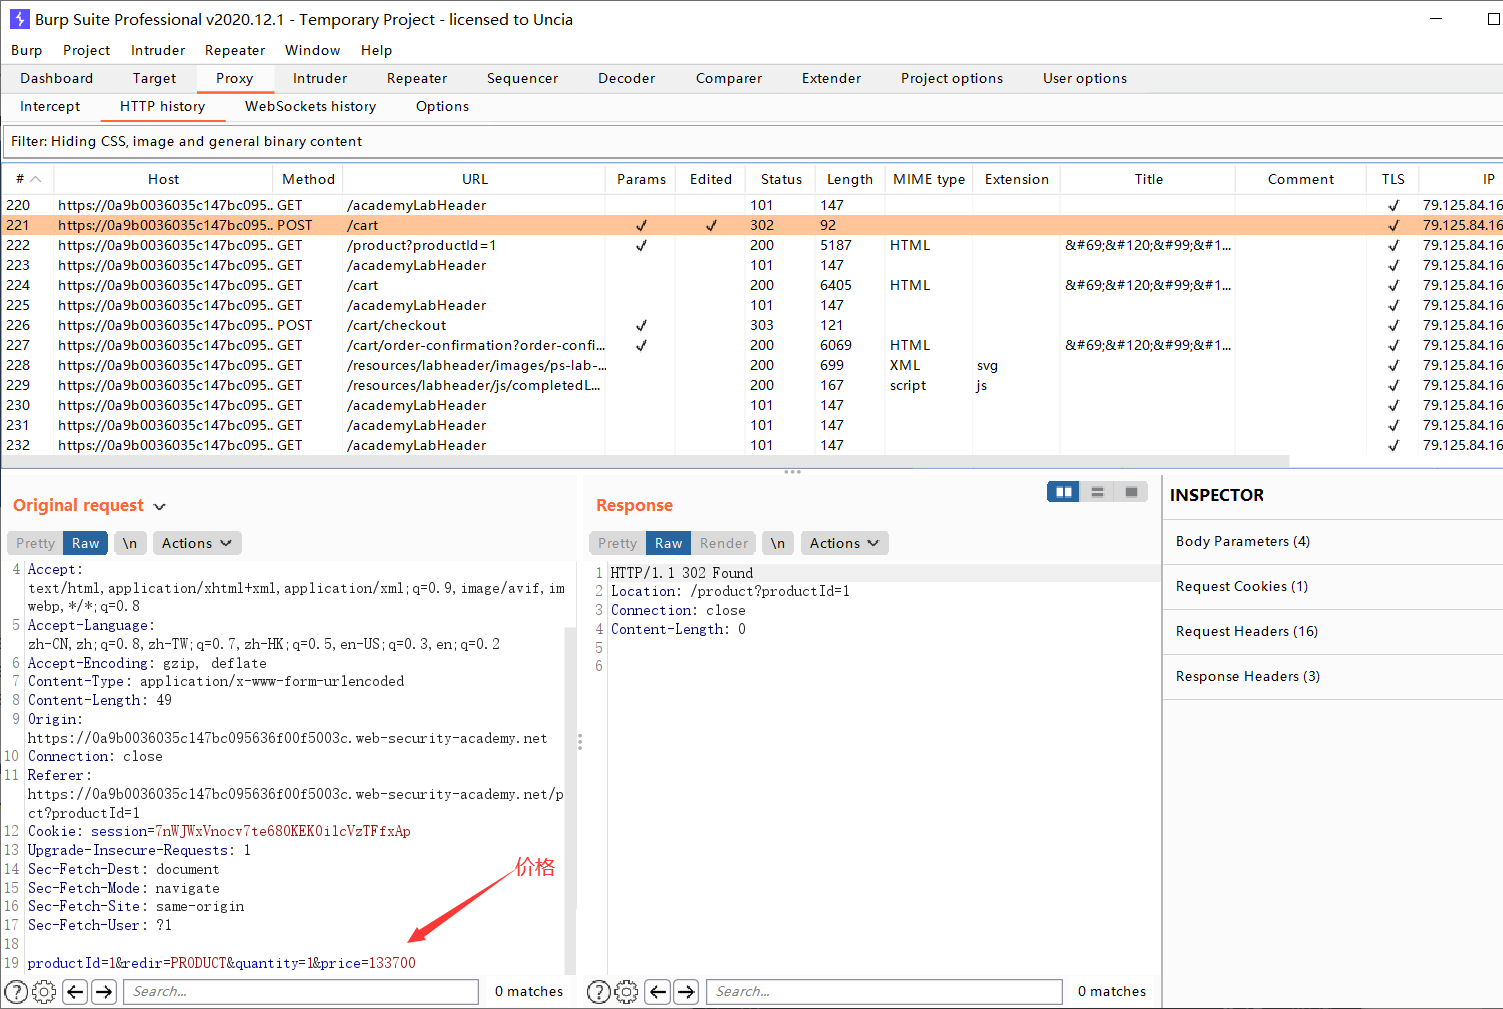 Burp Suite Professional v2020.12.1 - Temporary Project - licensed to Uncia
Burp Project Intruder Repeater Window Help
Dashboard Target Proxy Intruder Repeater Sequencer Decoder Comparer Extender Project options User options
Intercept HTTP history WebSockets history Options
Filter: Hiding CSS, image and general binary content
# Host Method URL Params Edited Status Length MIME type Extension Title Comment TLS IP
220 https://0a9b0036035c147bc095.. GET /academyLabHeader 101 147 ✓ 79.125.84.16
221 https://0a9b0036035c147bc095.. POST /cart ✓ ✓ 302 92 ✓ 79.125.84.16
222 https://0a9b0036035c147bc095.. GET /product?productId=1 ✓ 200 5187 HTML &#69;&#120;&#99;&#1... ✓ 79.125.84.16
223 https://0a9b0036035c147bc095.. GET /academyLabHeader 101 147 ✓ 79.125.84.16
224 https://0a9b0036035c147bc095.. GET /cart 200 6405 HTML &#69;&#120;&#99;&#1... ✓ 79.125.84.16
225 https://0a9b0036035c147bc095.. GET /academyLabHeader 101 147 ✓ 79.125.84.16
226 https://0a9b0036035c147bc095.. POST /cart/checkout ✓ 303 121 ✓ 79.125.84.16
227 https://0a9b0036035c147bc095.. GET /cart/order-confirmation?order-confi... ✓ 200 6069 HTML &#69;&#120;&#99;&#1... ✓ 79.125.84.16
228 https://0a9b0036035c147bc095.. GET /resources/labheader/images/ps-lab-... 200 699 XML svg ✓ 79.125.84.16
229 https://0a9b0036035c147bc095.. GET /resources/labheader/js/completedL... 200 167 script js ✓ 79.125.84.16
230 https://0a9b0036035c147bc095.. GET /academyLabHeader 101 147 ✓ 79.125.84.16
231 https://0a9b0036035c147bc095.. GET /academyLabHeader 101 147 ✓ 79.125.84.16
232 https://0a9b0036035c147bc095.. GET /academyLabHeader 101 147 ✓ 79.125.84.16
Original request
Pretty Raw \n Actions
4 Accept:
text/html,application/xhtml+xml,application/xml;q=0.9,image/avif,im
webp,*/*;q=0.8
5 Accept-Language:
zh-CN,zh;q=0.8,zh-TW;q=0.7,zh-HK;q=0.5,en-US;q=0.3,en;q=0.2
6 Accept-Encoding: gzip, deflate
7 Content-Type: application/x-www-form-urlencoded
8 Content-Length: 49
9 Origin:
https://0a9b0036035c147bc095636f00f5003c.web-security-academy.net
10 Connection: close
11 Referer:
https://0a9b0036035c147bc095636f00f5003c.web-security-academy.net/p
ct?productId=1
12 Cookie: session=7nWJWxVnocv7te680KEK0ilcVzTFfxAp
13 Upgrade-Insecure-Requests: 1
14 Sec-Fetch-Dest: document
15 Sec-Fetch-Mode: navigate
16 Sec-Fetch-Site: same-origin
17 Sec-Fetch-User: ?1
18
19 productId=1&redir=PRODUCT&quantity=1&price=133700
价格
Search... 0 matches
Response
Pretty Raw Render \n Actions
1 HTTP/1.1 302 Found
2 Location: /product?productId=1
3 Connection: close
4 Content-Length: 0
5
6
Search... 0 matches
INSPECTOR
Body Parameters (4)
Request Cookies (1)
Request Headers (16)
Response Headers (3)